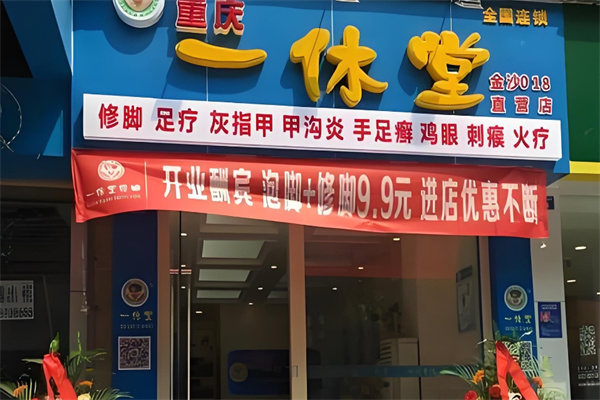 重庆
一休堂
全国连锁
金沙018
直营店
修脚 足疗 灰指甲 甲沟炎 手足癣 鸡眼 刺瘊 火疗
开业酬宾 泡脚+修脚9.9元 进店优惠不断
一休堂
一休堂